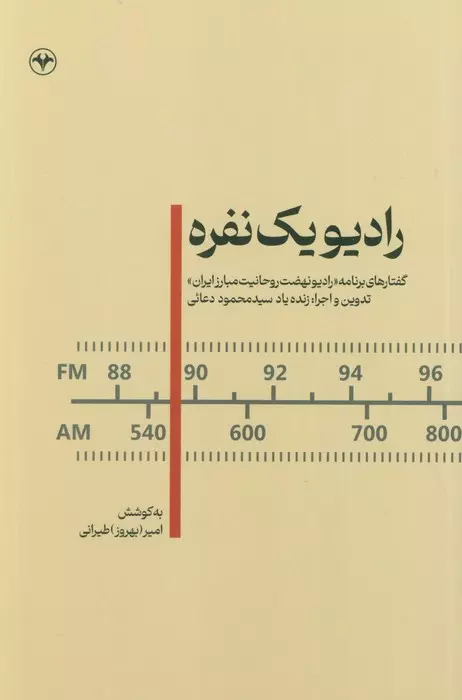 رادیو یک نفره
گفتارهای برنامه «رادیو نهضت روحانیت مبارز ایران»
تدوین و اجرا: زنده یاد سید محمود دعائی
FM 88 90 92 94 96
AM 540 600 700 800
به کوشش
امیر (بهروز) طیرانی